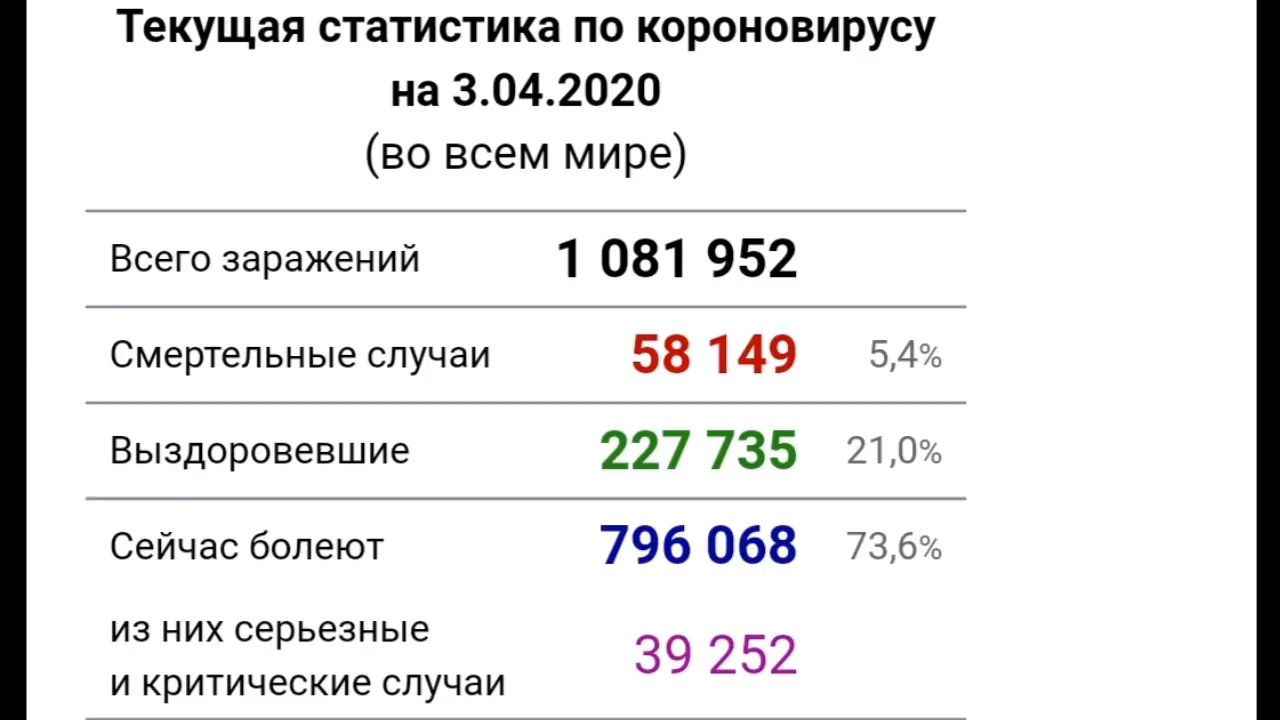 Текущая статистика по короновирусу
на 3.04.2020
(во всем мире)
Всего заражений 1 081 952
Смертельные случаи 58 149 5,4%
Выздоровевшие 227 735 21,0%
Сейчас болеют 796 068 73,6%
из них серьезные
и критические случаи 39 252